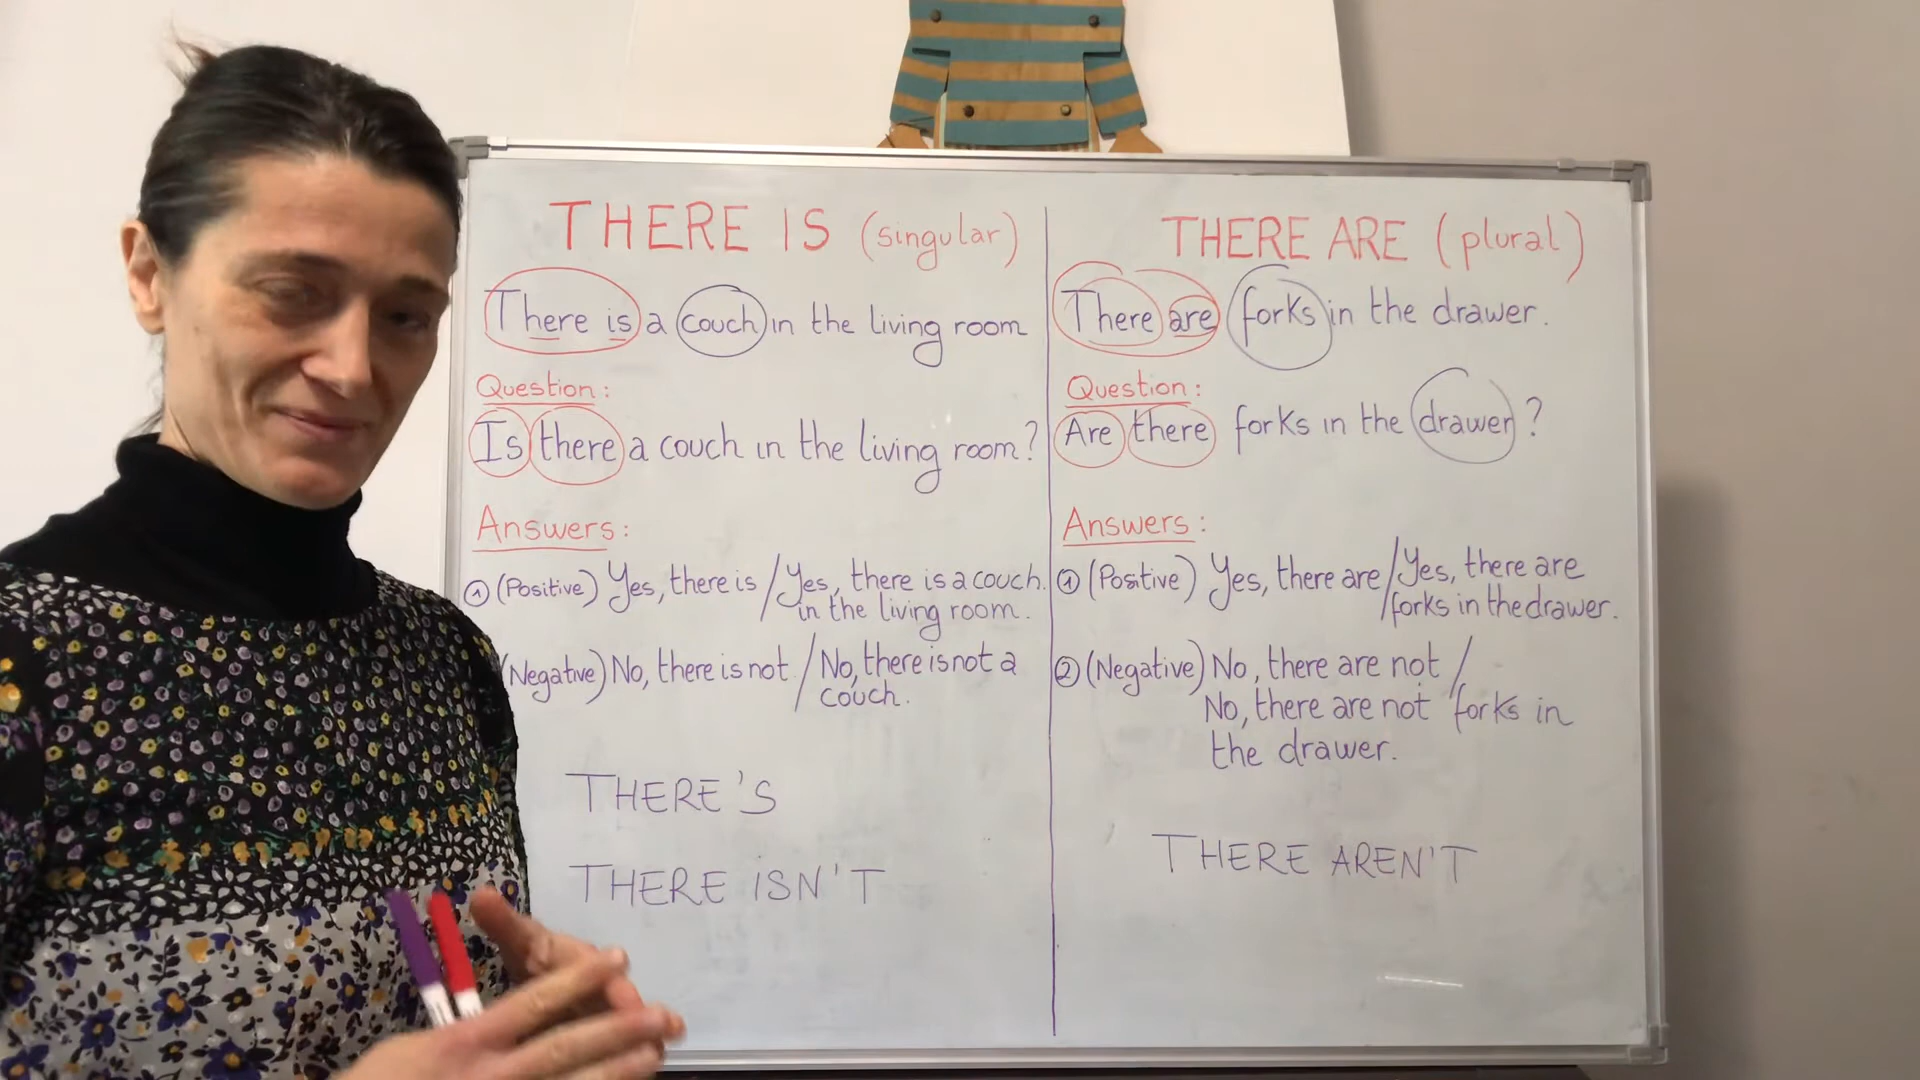 THERE IS (singular)
There is a couch in the living room
Question:
Is there a couch in the living room?
Answers:
① (Positive) Yes, there is / Yes, there is a couch
in the living room.
(Negative) No, there is not / No, there is not a
couch.
THERE'S
THERE iSN'T
THERE ARE (plural)
There are forks in the drawer.
Question:
Are there forks in the drawer?
Answers:
① (Positive) Yes, there are / Yes, there are
forks in the drawer.
② (Negative) No, there are not /
No, there are not forks in
the drawer.
THERE AREN'T